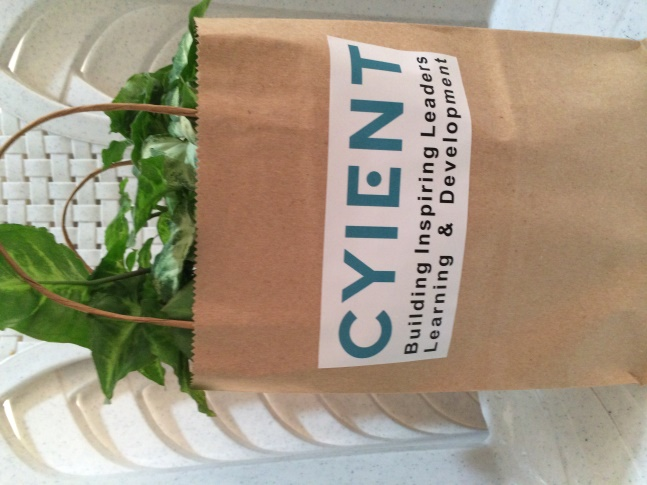 CYIENT
Building Inspiring Leaders
Learning & Development